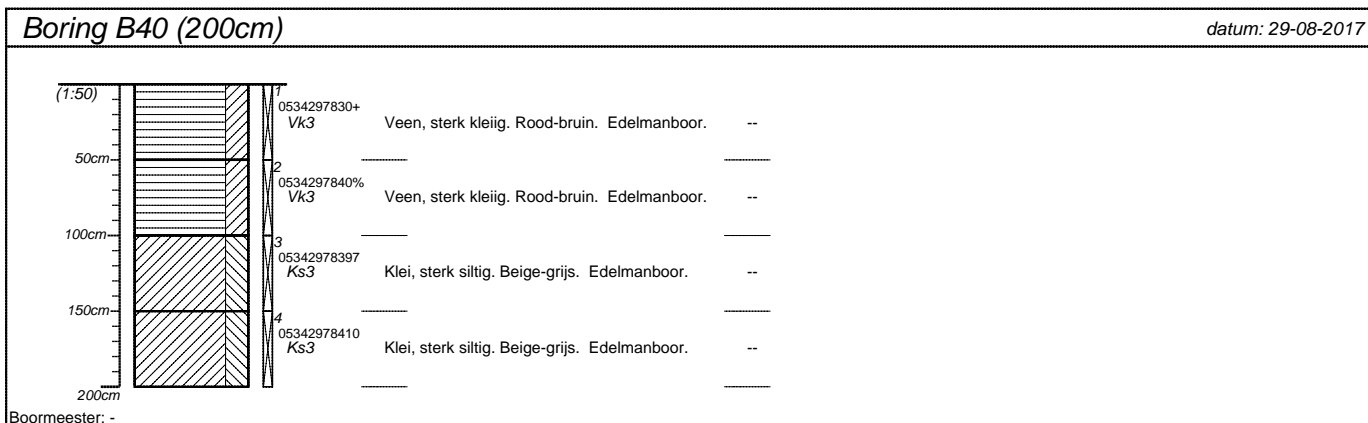 Boring B40 (200cm)
datum: 29-08-2017
(1:50)
1
0534297830+
Vk3 Veen, sterk kleiig. Rood-bruin. Edelmanboor. --
50cm
2
0534297840%
Vk3 Veen, sterk kleiig. Rood-bruin. Edelmanboor. --
100cm
3
05342978397
Ks3 Klei, sterk siltig. Beige-grijs. Edelmanboor. --
150cm
4
05342978410
Ks3 Klei, sterk siltig. Beige-grijs. Edelmanboor. --
200cm
Boormeester: -